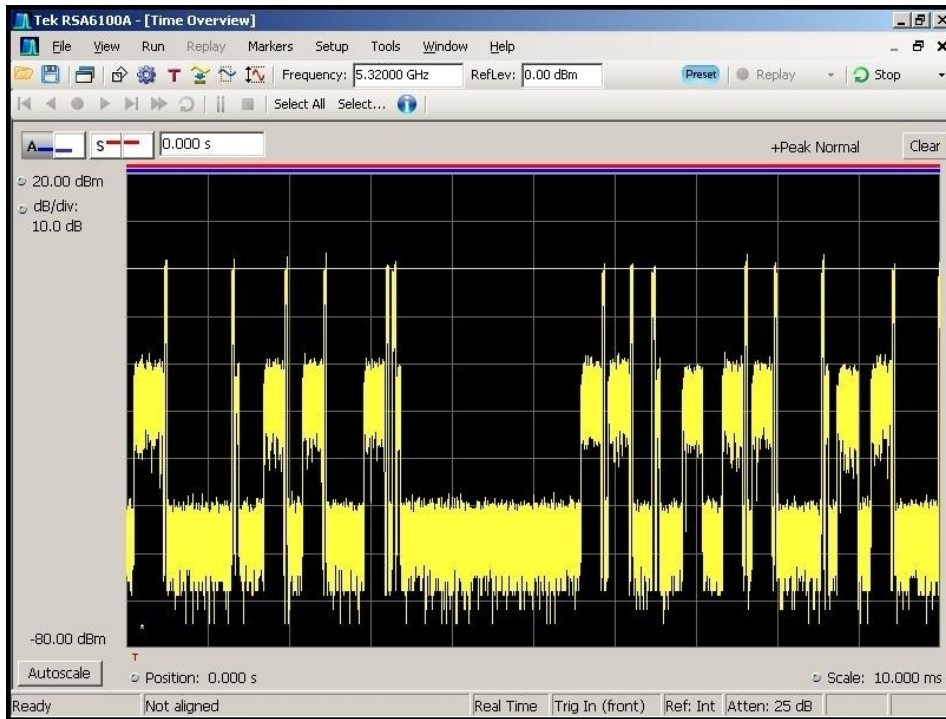 Tek RSA6100A - [Time Overview]
File View Run Replay Markers Setup Tools Window Help
T Frequency: 5.32000 GHz RefLev: 0.00 dBm Preset Replay Stop
Select All Select...
A S 0.000 s +Peak Normal Clear
20.00 dBm
dB/div:
10.0 dB
-80.00 dBm
T
Autoscale Position: 0.000 s Scale: 10.000 ms
Ready Not aligned Real Time Trig In (front) Ref: Int Atten: 25 dB